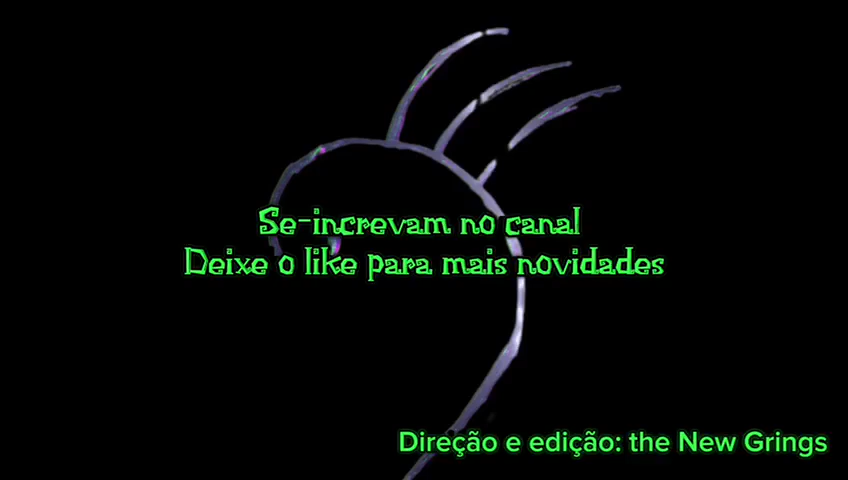 Se-increvam no canal
Deixe o like para mais novidades
Direção e edição: the New Grings